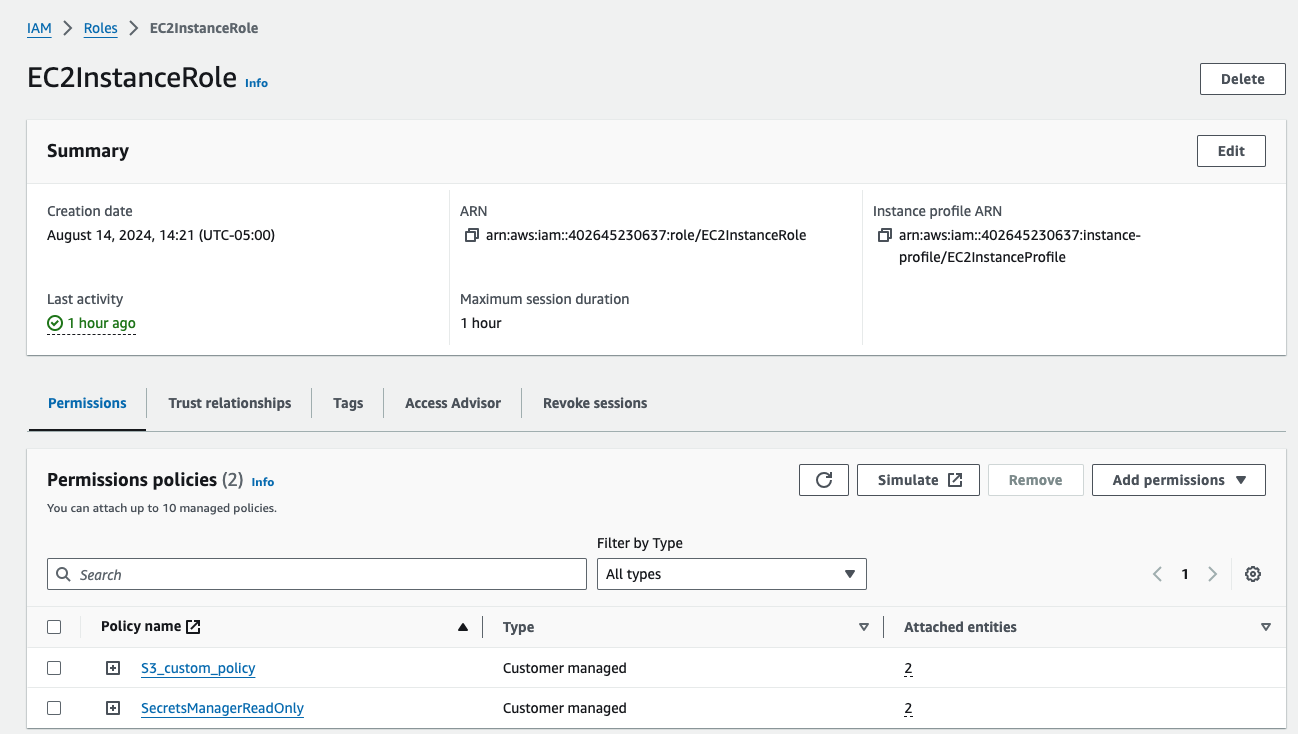 IAM > Roles > EC2InstanceRole
EC2InstanceRole Info
Delete
Summary
Edit
Creation date
August 14, 2024, 14:21 (UTC-05:00)
ARN
arn:aws:iam::402645230637:role/EC2InstanceRole
Instance profile ARN
arn:aws:iam::402645230637:instance-
profile/EC2InstanceProfile
Last activity
1 hour ago
Maximum session duration
1 hour
Permissions
Trust relationships
Tags
Access Advisor
Revoke sessions
Permissions policies (2) Info
You can attach up to 10 managed policies.
Simulate
Remove
Add permissions
Filter by Type
Search
All types
1
Policy name
Type
Attached entities
S3_custom_policy
Customer managed
2
SecretsManagerReadOnly
Customer managed
2